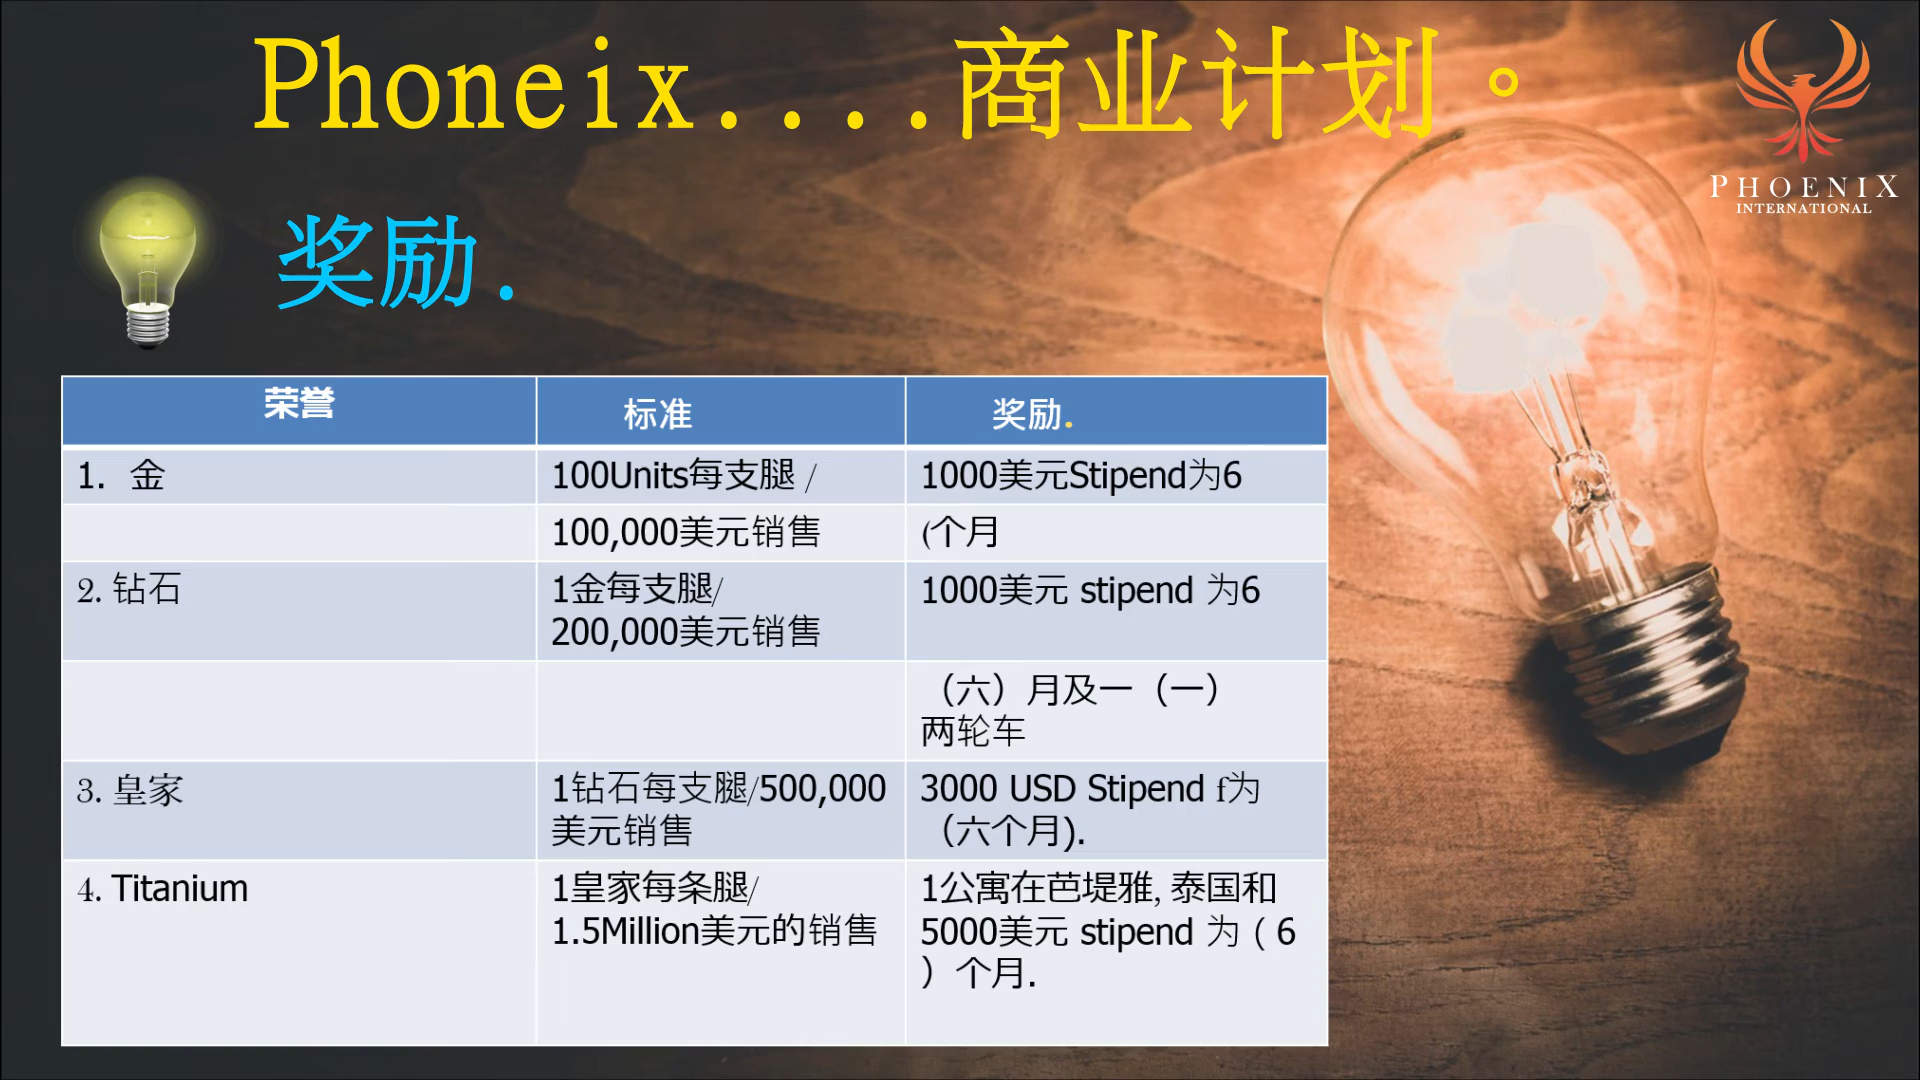 Phoneix....商业计划。
PHOENIX
INTERNATIONAL
奖励.
荣誉
标准
奖励.
1. 金
100Units每支腿 /
1000美元Stipend为6
100,000美元销售
(个月
2. 钻石
1金每支腿/
200,000美元销售
1000美元 stipend 为6
（六）月及一（一）
两轮车
3. 皇家
1钻石每支腿/500,000
美元销售
3000 USD Stipend f为
（六个月).
4. Titanium
1皇家每条腿/
1.5Million美元的销售
1公寓在芭堤雅, 泰国和
5000美元 stipend 为（ 6
）个月.